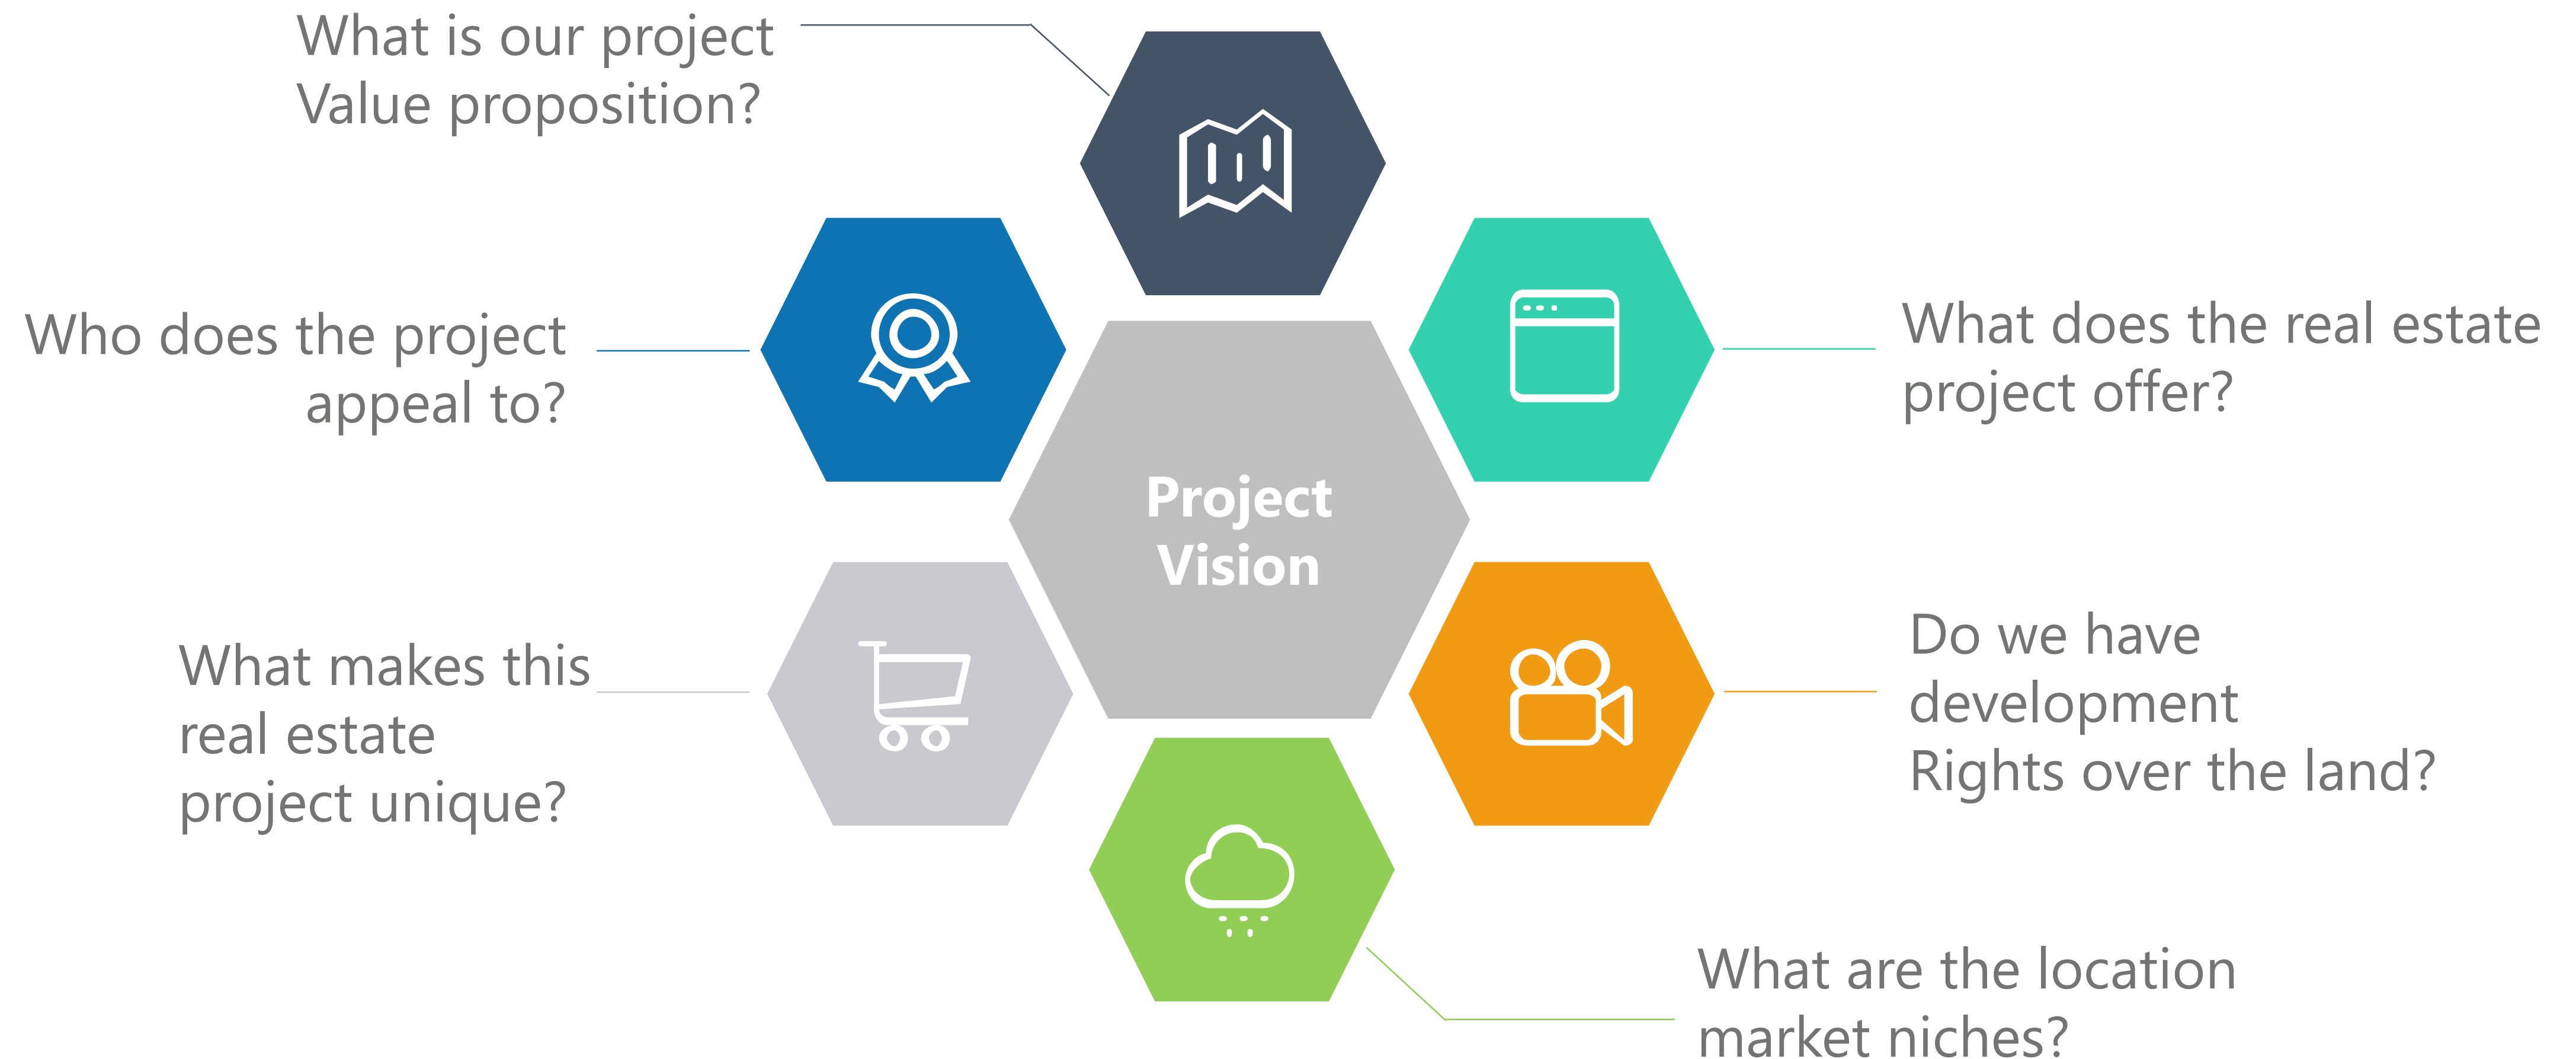 What is our project
Value proposition?
Who does the project
appeal to?
What does the real estate
project offer?
Project
Vision
What makes this
real estate
project unique?
Do we have
development
Rights over the land?
What are the location
market niches?